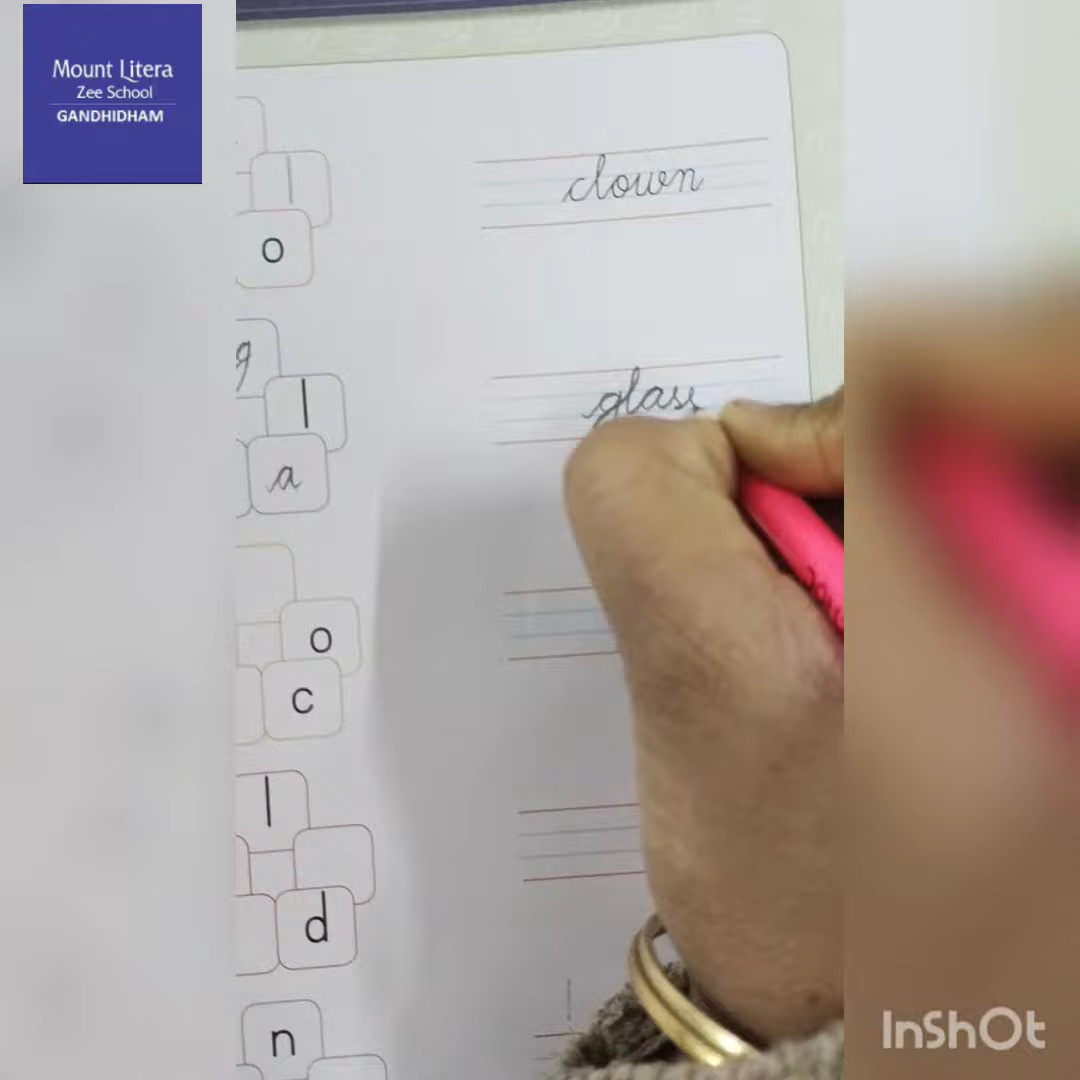 Mount Litera
Zee School
GANDHIDHAM
l
o
clown
g
l
a
glass
o
c
l
d
n
InShOt